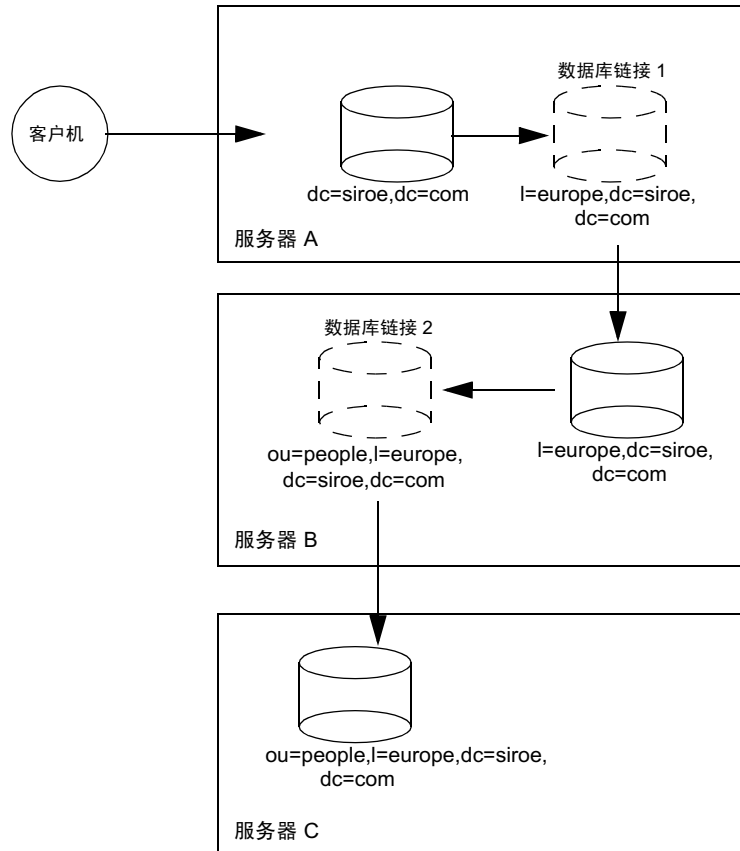 数据库链接 1
客户机
dc=siroe,dc=com
l=europe,dc=siroe,
dc=com
服务器 A
数据库链接 2
ou=people,l=europe,
dc=siroe,dc=com
l=europe,dc=siroe,
dc=com
服务器 B
ou=people,l=europe,dc=siroe,
dc=com
服务器 C